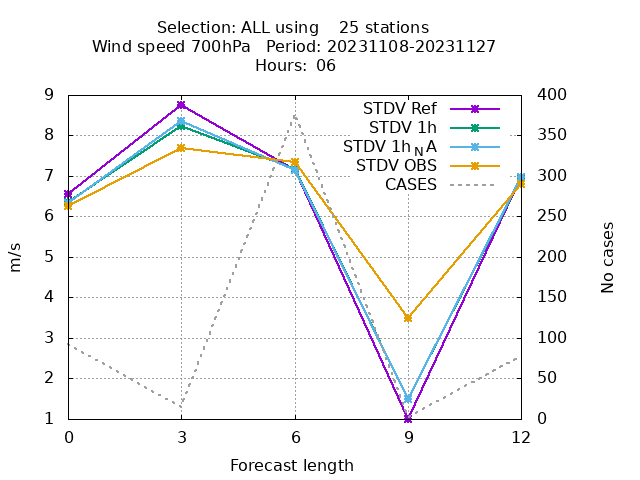 Selection: ALL using    25 stations
Wind speed 700hPa   Period: 20231108-20231127
Hours: 06
9 400
8 350
7 300
6 250
5 200
4 150
3 100
2 50
1 0
STDV Ref
STDV 1h
STDV 1h_N A
STDV OBS
CASES
m/s
No cases
0 3 6 9 12
Forecast length